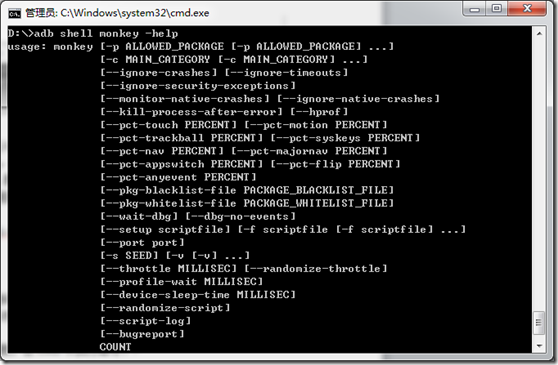 管理员: C:\Windows\system32\cmd.exe
D:\>adb shell monkey -help
usage: monkey [-p ALLOWED_PACKAGE [-p ALLOWED_PACKAGE] ...]
              [-c MAIN_CATEGORY [-c MAIN_CATEGORY] ...]
              [--ignore-crashes] [--ignore-timeouts]
              [--ignore-security-exceptions]
              [--monitor-native-crashes] [--ignore-native-crashes]
              [--kill-process-after-error] [--hprof]
              [--pct-touch PERCENT] [--pct-motion PERCENT]
              [--pct-trackball PERCENT] [--pct-syskeys PERCENT]
              [--pct-nav PERCENT] [--pct-majornav PERCENT]
              [--pct-appswitch PERCENT] [--pct-flip PERCENT]
              [--pct-anyevent PERCENT]
              [--pkg-blacklist-file PACKAGE_BLACKLIST_FILE]
              [--pkg-whitelist-file PACKAGE_WHITELIST_FILE]
              [--wait-dbg] [--dbg-no-events]
              [--setup scriptfile] [-f scriptfile [-f scriptfile] ...]
              [--port port]
              [-s SEED] [-v [-v] ...]
              [--throttle MILLISEC] [--randomize-throttle]
              [--profile-wait MILLISEC]
              [--device-sleep-time MILLISEC]
              [--randomize-script]
              [--script-log]
              [--bugreport]
              COUNT